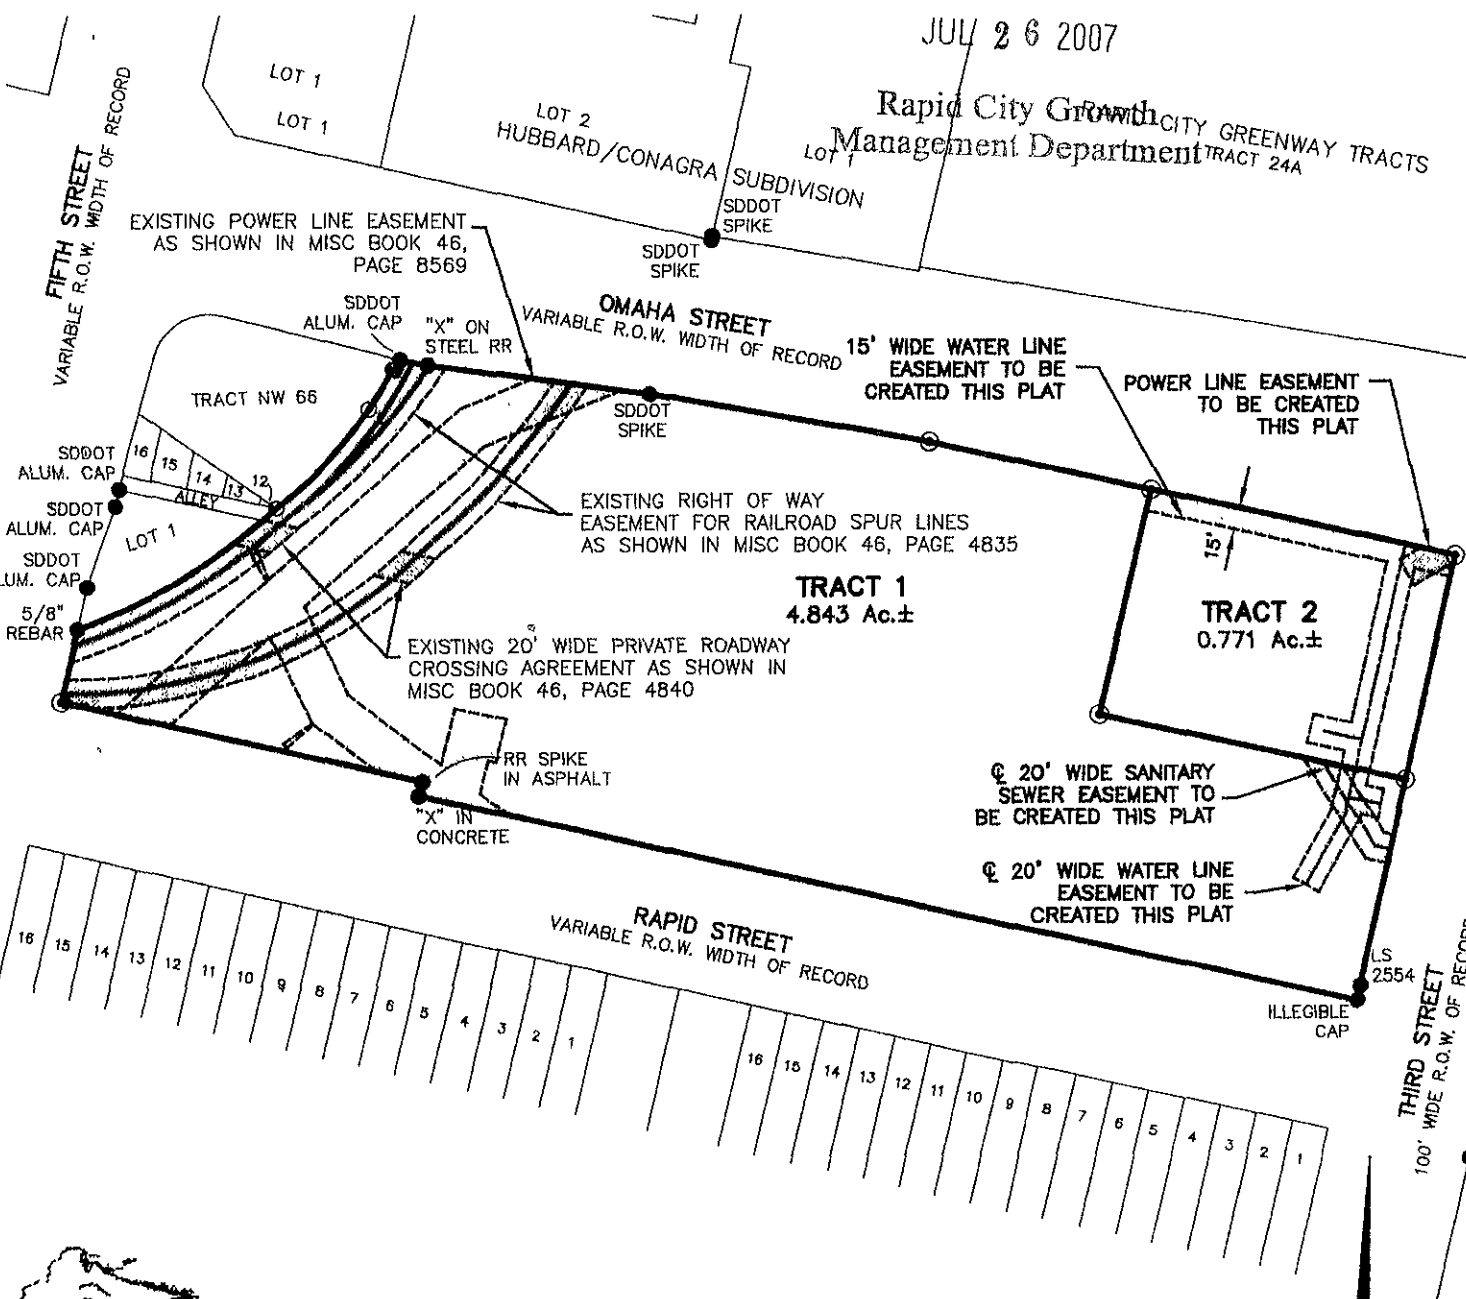 JUL 26 2007
Rapid City Growth
Management Department
RAPID CITY GREENWAY TRACTS
TRACT 24A
LOT 1
LOT 1
LOT 1
LOT 2
HUBBARD/CONAGRA SUBDIVISION
SDDOT
SPIKE
SDDOT
SPIKE
FIFTH STREET
VARIABLE R.O.W. WIDTH OF RECORD
EXISTING POWER LINE EASEMENT
AS SHOWN IN MISC BOOK 46,
PAGE 8569
SDDOT
ALUM. CAP
"X" ON
STEEL RR
OMAHA STREET
VARIABLE R.O.W. WIDTH OF RECORD
15' WIDE WATER LINE
EASEMENT TO BE
CREATED THIS PLAT
POWER LINE EASEMENT
TO BE CREATED
THIS PLAT
TRACT NW 66
SDDOT
SPIKE
SDDOT
ALUM. CAP
16
15
14
13
12
ALLEY
SDDOT
ALUM. CAP
LOT 1
SDDOT
LUM. CAP
5/8"
REBAR
EXISTING RIGHT OF WAY
EASEMENT FOR RAILROAD SPUR LINES
AS SHOWN IN MISC BOOK 46, PAGE 4835
15'
TRACT 1
4.843 Ac.±
TRACT 2
0.771 Ac.±
EXISTING 20' WIDE PRIVATE ROADWAY
CROSSING AGREEMENT AS SHOWN IN
MISC BOOK 46, PAGE 4840
RR SPIKE
IN ASPHALT
"X" IN
CONCRETE
℄ 20' WIDE SANITARY
SEWER EASEMENT TO
BE CREATED THIS PLAT
℄ 20' WIDE WATER LINE
EASEMENT TO BE
CREATED THIS PLAT
RAPID STREET
VARIABLE R.O.W. WIDTH OF RECORD
LS
2554
ILLEGIBLE
CAP
THIRD STREET
100' WIDE R.O.W. OF RECORD
16 15 14 13 12 11 10 9 8 7 6 5 4 3 2 1
16 15 14 13 12 11 10 9 8 7 6 5 4 3 2 1